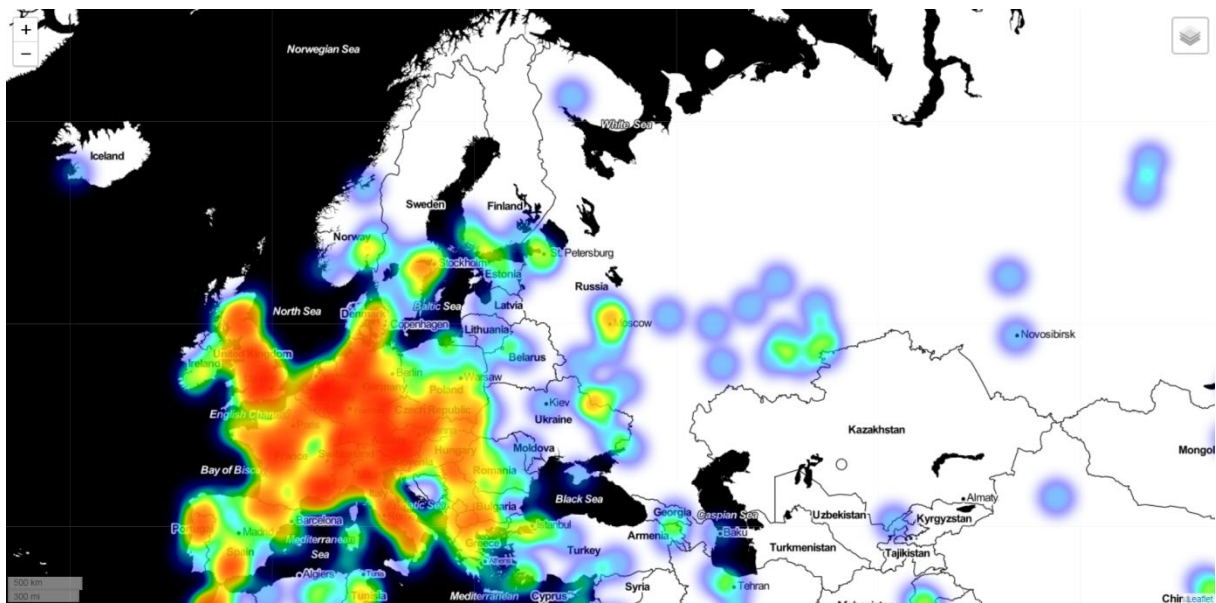 +
Norwegian Sea
−
White Sea
Iceland
Sweden
Finland
Norway
St. Petersburg
Stockholm
Estonia
Russia
North Sea
Baltic Sea
Latvia
Denmark
Copenhagen
Moscow
Lithuania
Novosibirsk
United Kingdom
Ireland
Belarus
Berlin
Warsaw
Germany
Poland
Kiev
English Chan
Czech Republic
Ukraine
Paris
Kazakhstan
France
Hungary
Moldova
Mongol
Bay of Bisca
Romania
Black Sea
Almaty
Barcelona
Bulgaria
Caspian Sea
Georgia
Uzbekistan
Kyrgyzstan
Madrid
Istanbul
Armenia
Baku
Mediterranean
Sea
Spain
Greece
Turkey
Turkmenistan
Tajikistan
Athens
Algiers
Tunis
Syria
Tehran
500 km
300 mi
Tunisia
Mediterranean
Cyprus
Leaflet